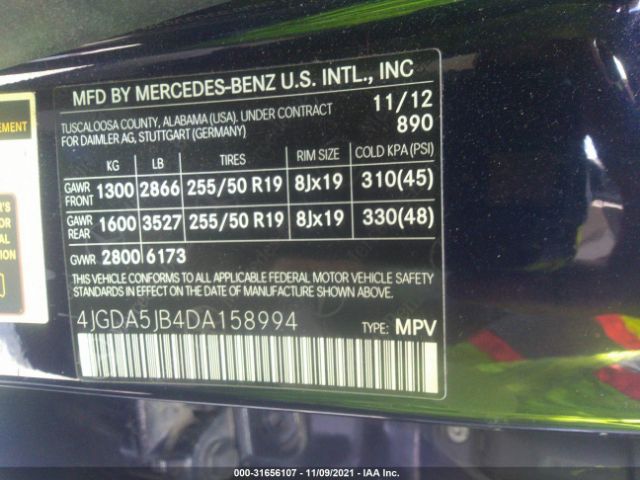 MFD BY MERCEDES-BENZ U.S. INTL., INC
TUSCALOOSA COUNTY, ALABAMA (USA). UNDER CONTRACT
FOR DAIMLER AG, STUTTGART (GERMANY)
11/12
890
KG LB TIRES RIM SIZE COLD KPA (PSI)
GAWR FRONT 1300 2866 255/50 R19 8Jx19 310(45)
GAWR REAR 1600 3527 255/50 R19 8Jx19 330(48)
GVWR 2800 6173
THIS VEHICLE CONFORMS TO ALL APPLICABLE FEDERAL MOTOR VEHICLE SAFETY
STANDARDS IN EFFECT ON THE DATE OF MANUFACTURE SHOWN ABOVE.
4JGDA5JB4DA158994 TYPE: MPV
000-31656107 - 11/09/2021 - IAA Inc.